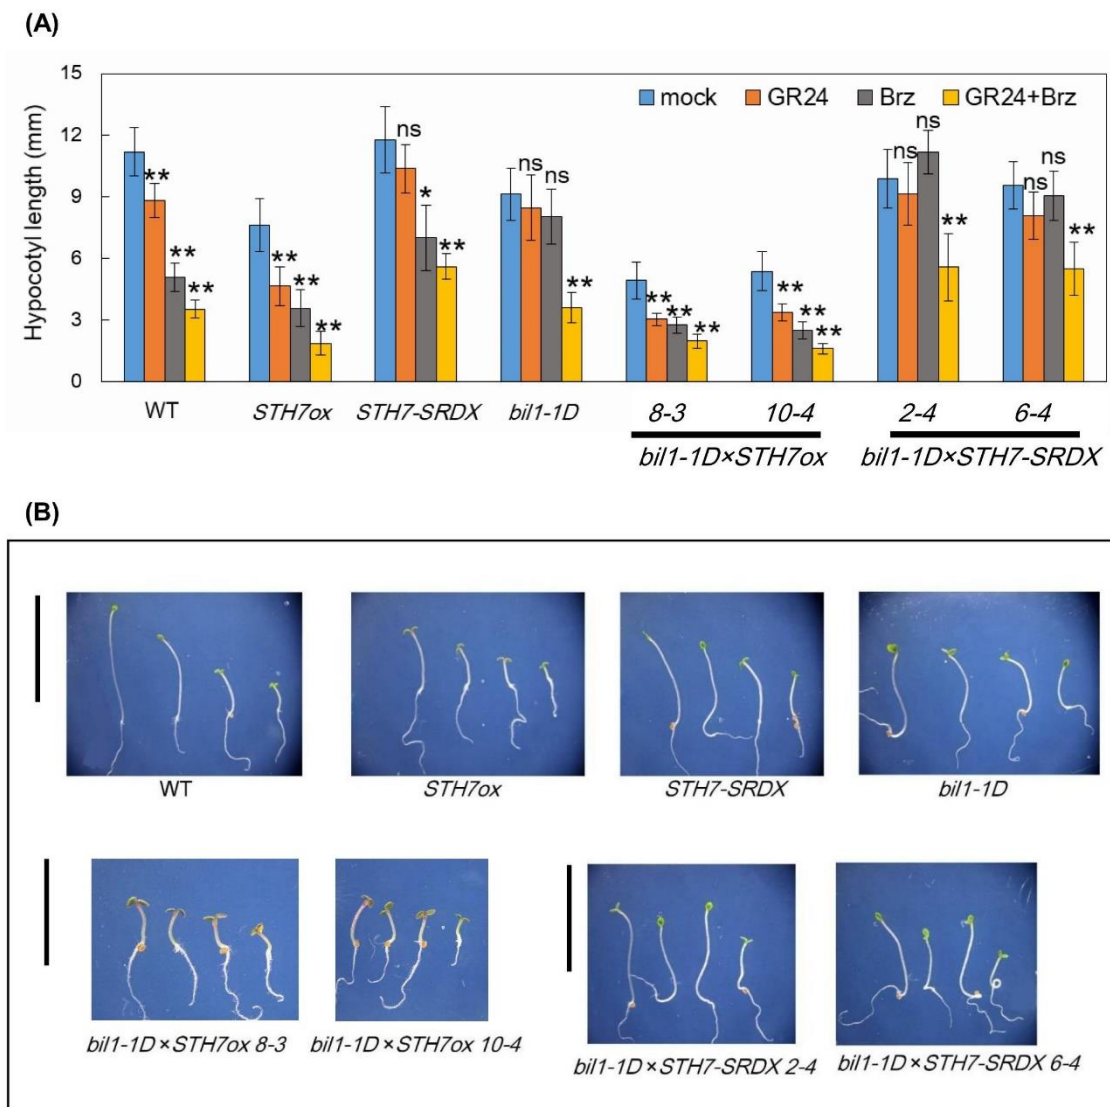 (A)
Hypocotyl length (mm)
15
12
9
6
3
0
mock GR24 Brz GR24+Brz
** ** **
** ** **
ns * **
ns ns **
** ** **
** ** **
ns ns **
ns ns **
WT STH7ox STH7-SRDX bil1-1D 8-3 10-4 2-4 6-4
bil1-1D×STH7ox bil1-1D×STH7-SRDX
(B)
WT STH7ox STH7-SRDX bil1-1D
bil1-1D×STH7ox 8-3 bil1-1D×STH7ox 10-4 bil1-1D×STH7-SRDX 2-4 bil1-1D×STH7-SRDX 6-4